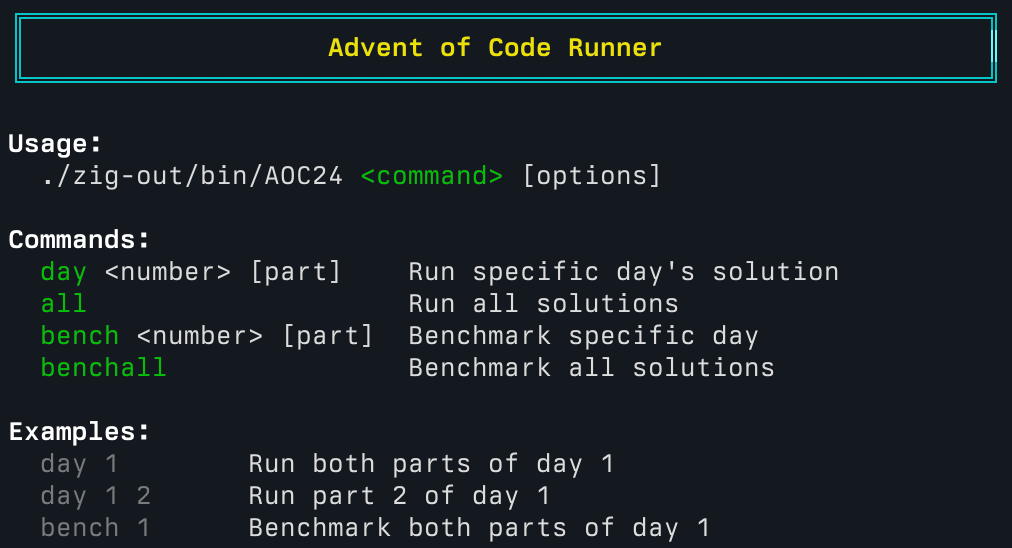 Advent of Code Runner
Usage:
./zig-out/bin/AOC24 <command> [options]
Commands:
day <number> [part] Run specific day's solution
all Run all solutions
bench <number> [part] Benchmark specific day
benchall Benchmark all solutions
Examples:
day 1 Run both parts of day 1
day 1 2 Run part 2 of day 1
bench 1 Benchmark both parts of day 1